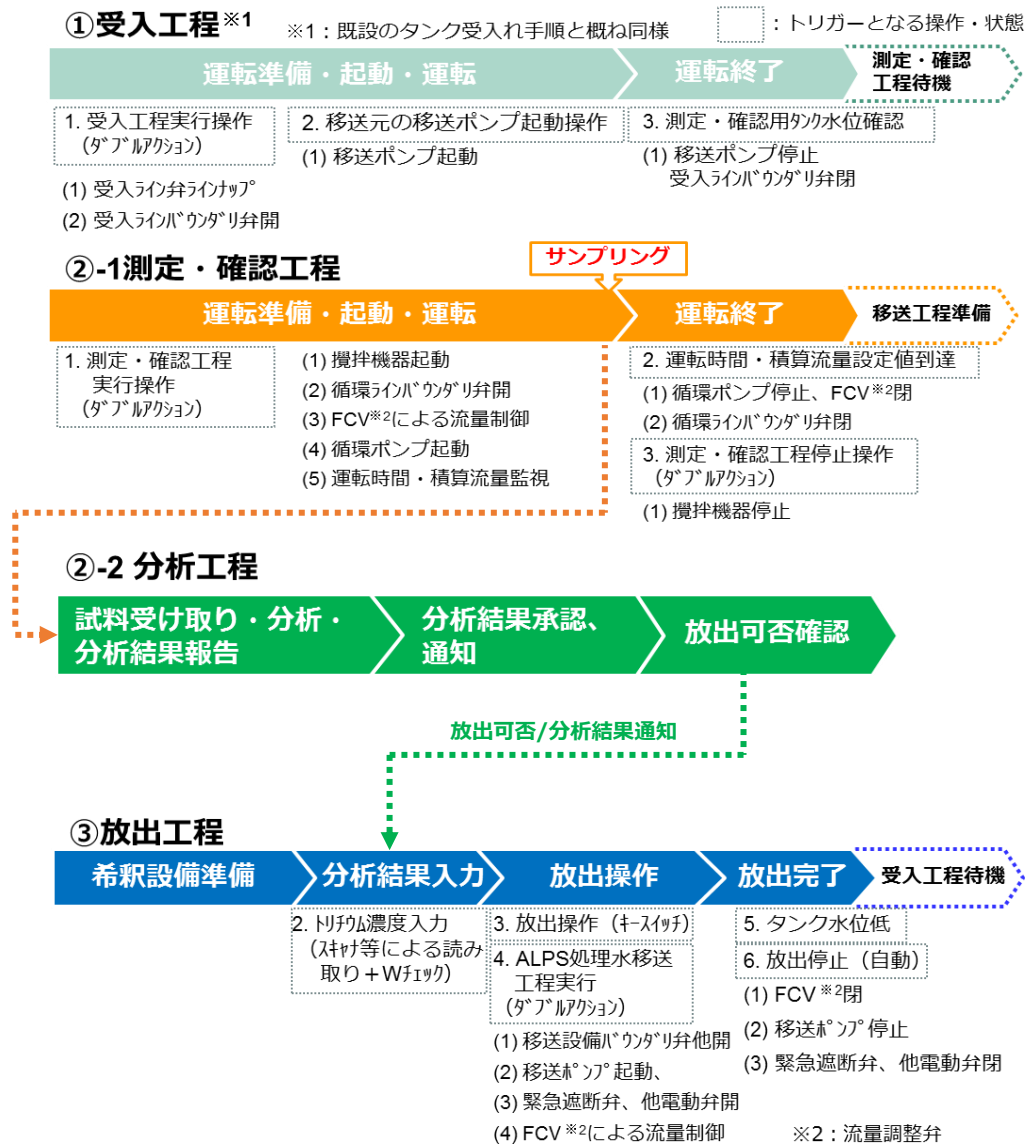 ①受入工程※1
※1：既設のタンク受入れ手順と概ね同様
：トリガーとなる操作・状態
運転準備・起動・運転
運転終了
測定・確認
工程待機
1. 受入工程実行操作
(ﾀﾞﾌﾞﾙアクション)
(1) 受入ﾗｲﾝ弁ﾗｲﾝﾅｯﾌﾟ
(2) 受入ﾗｲﾝﾊﾞｳﾝﾀﾞﾘ弁開
2. 移送元の移送ポンプ起動操作
(1) 移送ポンプ起動
3. 測定・確認用ﾀﾝｸ水位確認
(1) 移送ポンプ停止
受入ﾗｲﾝﾊﾞｳﾝﾀﾞﾘ弁閉
②-1測定・確認工程
サンプリング
運転準備・起動・運転
運転終了
移送工程準備
1. 測定・確認工程
実行操作
(ﾀﾞﾌﾞﾙｱｸｼｮﾝ)
(1) 攪拌機器起動
(2) 循環ﾗｲﾝﾊﾞｳﾝﾀﾞﾘ弁開
(3) FCV※2による流量制御
(4) 循環ポンプ起動
(5) 運転時間・積算流量監視
2. 運転時間・積算流量設定値到達
(1) 循環ポンプ停止、FCV※2閉
(2) 循環ﾗｲﾝﾊﾞｳﾝﾀﾞﾘ弁閉
3. 測定・確認工程停止操作
(ﾀﾞﾌﾞﾙｱｸｼｮﾝ)
(1) 攪拌機器停止
②-2 分析工程
試料受け取り・分析・
分析結果報告
分析結果承認、
通知
放出可否確認
放出可否/分析結果通知
③放出工程
希釈設備準備
分析結果入力
放出操作
放出完了
受入工程待機
2. ﾄﾘﾁｳﾑ濃度入力
(ｽｷｬﾅ等による読み
取り＋Wﾁｪｯｸ)
3. 放出操作（ｷｰｽｲｯﾁ）
4. ALPS処理水移送
工程実行
(ﾀﾞﾌﾞﾙｱｸｼｮﾝ)
(1) 移送設備ﾊﾞｳﾝﾀﾞﾘ弁他開
(2) 移送ﾎﾟﾝﾌﾟ起動、
(3) 緊急遮断弁、他電動弁開
(4) FCV※2による流量制御
5. タンク水位低
6. 放出停止（自動）
(1) FCV※2閉
(2) 移送ﾎﾟﾝﾌﾟ停止
(3) 緊急遮断弁、他電動弁閉
※2：流量調整弁